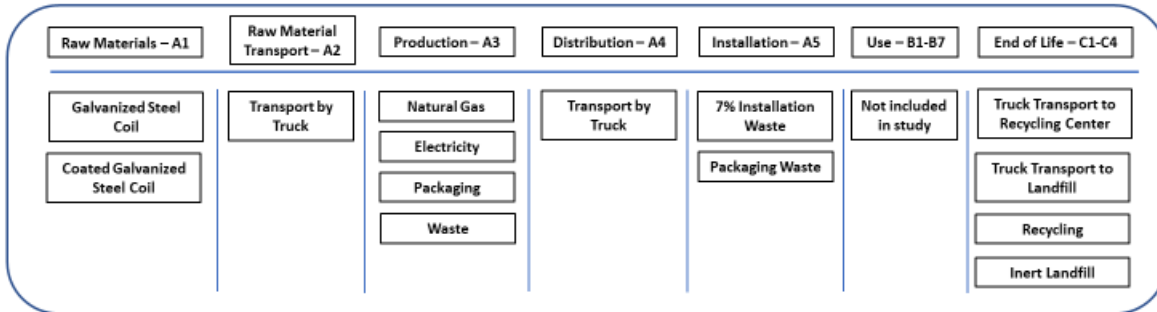 Raw Materials – A1
Raw Material
Transport – A2
Production – A3
Distribution – A4
Installation – A5
Use – B1-B7
End of Life – C1-C4
Galvanized Steel
Coil
Coated Galvanized
Steel Coil
Transport by
Truck
Natural Gas
Electricity
Packaging
Waste
Transport by
Truck
7% Installation
Waste
Packaging Waste
Not included
in study
Truck Transport to
Recycling Center
Truck Transport to
Landfill
Recycling
Inert Landfill